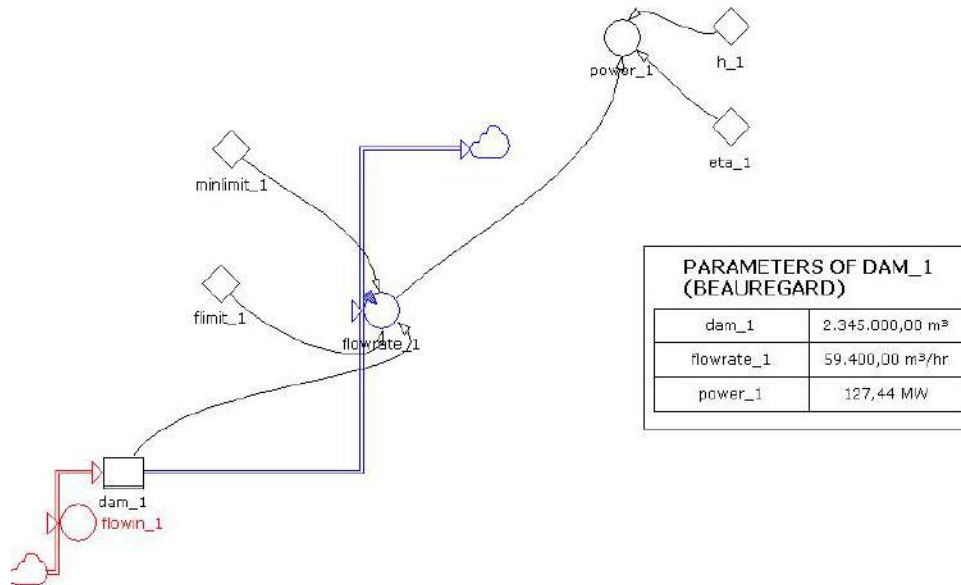 power_1
h_1
eta_1
minlimit_1
flimit_1
flowrate_1
dam_1
flowin_1
PARAMETERS OF DAM_1
(BEAUREGARD)
dam_1 2.345.000,00 m³
flowrate_1 59.400,00 m³/hr
power_1 127,44 MW